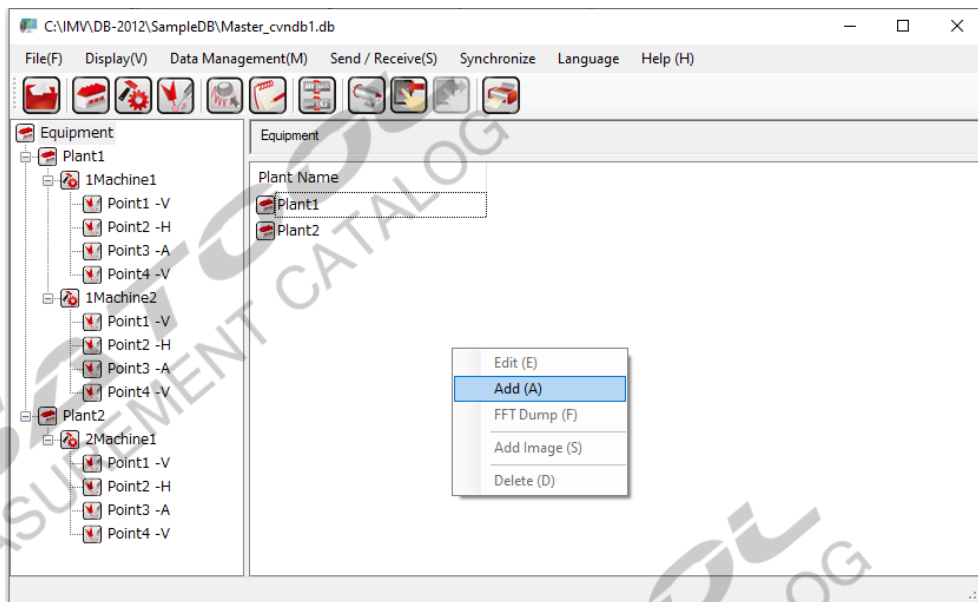 C:\IMV\DB-2012\SampleDB\Master_cvndb1.db
File(F) Display(V) Data Management(M) Send / Receive(S) Synchronize Language Help (H)
Equipment
Plant1
1Machine1
Point1 -V
Point2 -H
Point3 -A
Point4 -V
1Machine2
Point1 -V
Point2 -H
Point3 -A
Point4 -V
Plant2
2Machine1
Point1 -V
Point2 -H
Point3 -A
Point4 -V
Equipment
Plant Name
Plant1
Plant2
Edit (E)
Add (A)
FFT Dump (F)
Add Image (S)
Delete (D)
MEASUREMENT CATALOG